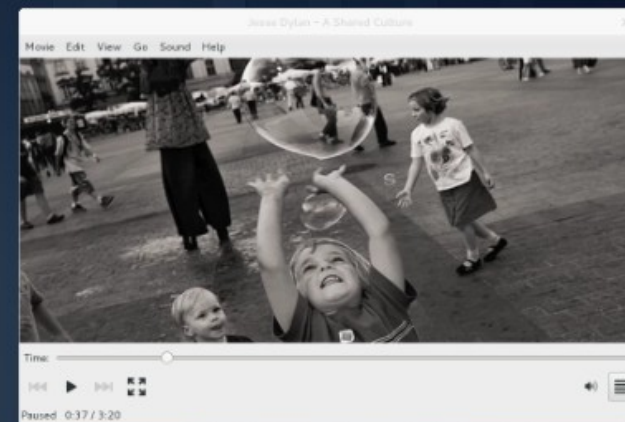 Jesse Dylan - A Shared Culture
Movie Edit View Go Sound Help
S
Time:
Paused 0:37 / 3:20